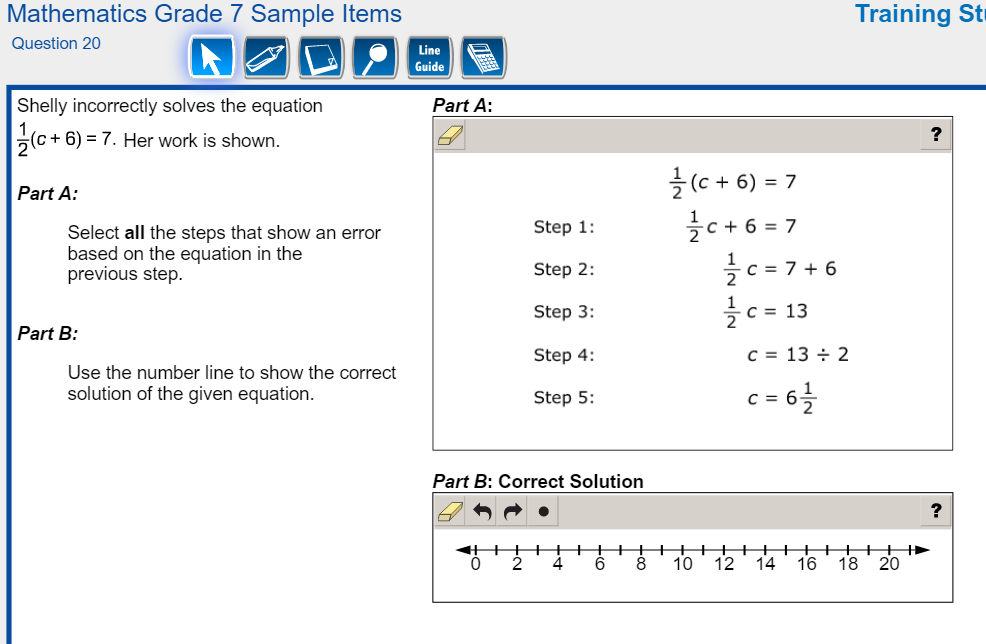 Mathematics Grade 7 Sample Items
Training St
Question 20
Line
Guide
Shelly incorrectly solves the equation
1/2(c + 6) = 7. Her work is shown.
Part A:
Select all the steps that show an error
based on the equation in the
previous step.
Part B:
Use the number line to show the correct
solution of the given equation.
Part A:
?
1/2(c + 6) = 7
Step 1: 1/2 c + 6 = 7
Step 2: 1/2 c = 7 + 6
Step 3: 1/2 c = 13
Step 4: c = 13 ÷ 2
Step 5: c = 6 1/2
Part B: Correct Solution
?
0 2 4 6 8 10 12 14 16 18 20